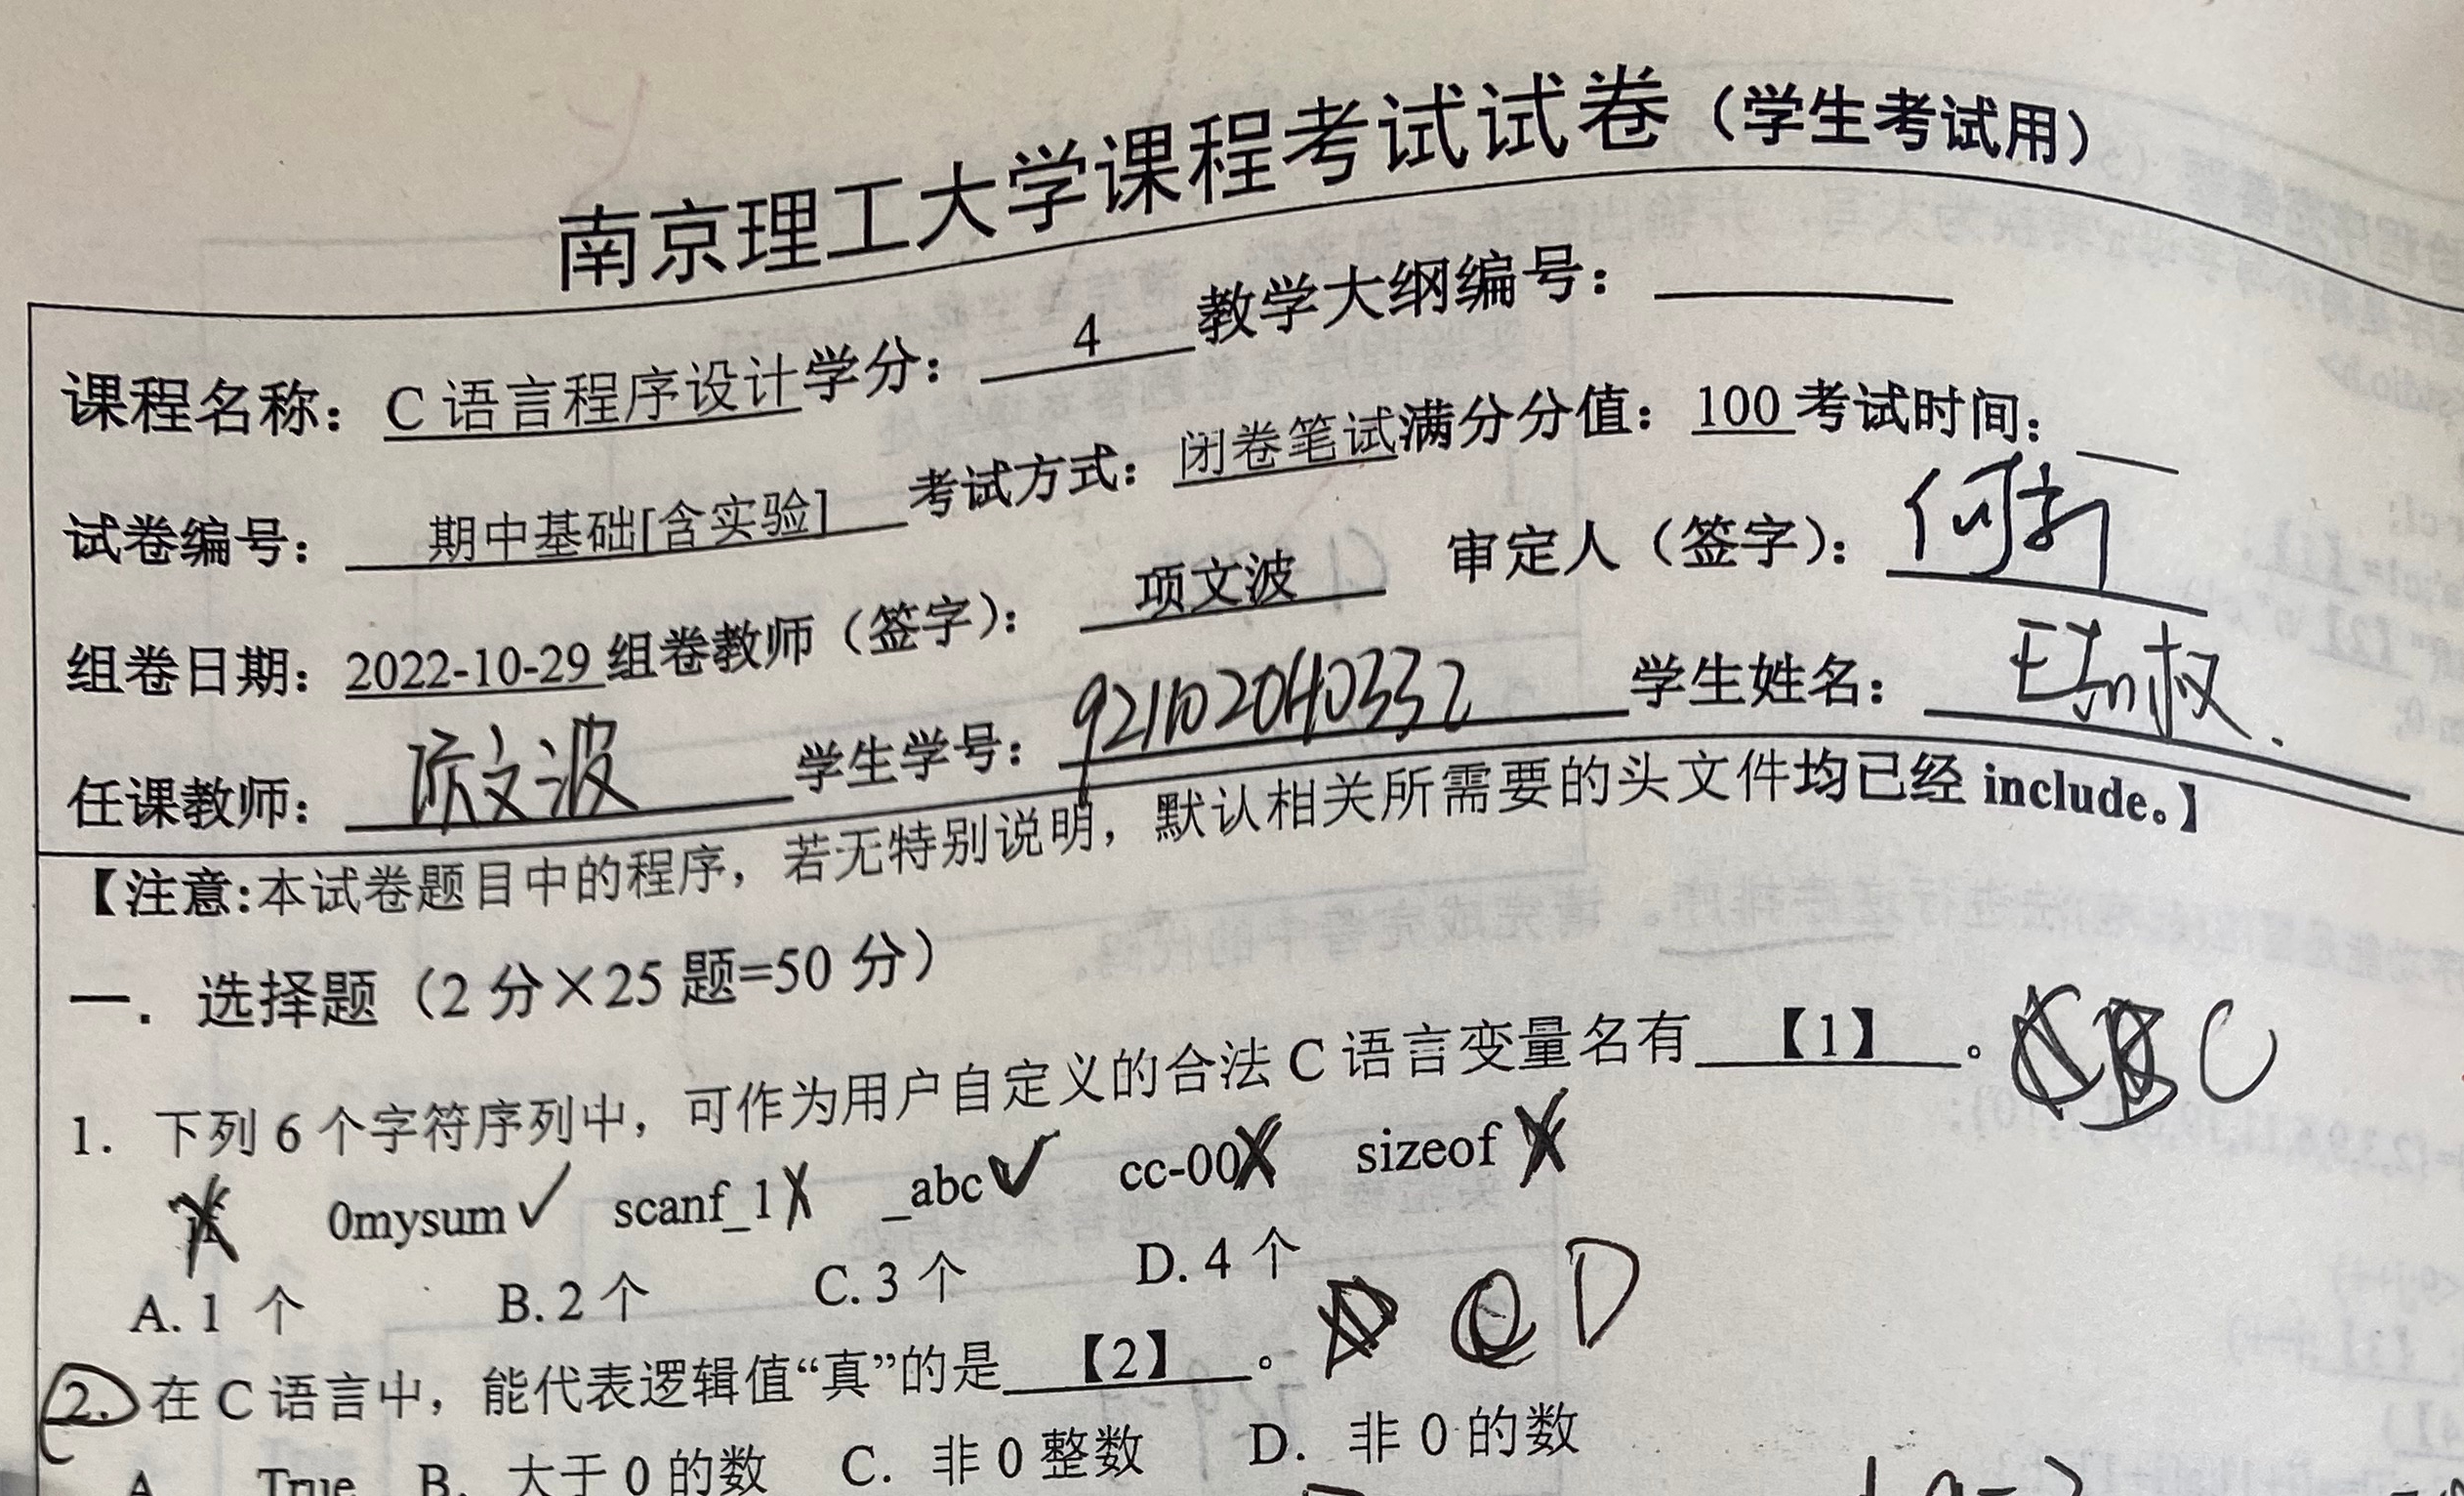 南京理工大学课程考试试卷（学生考试用）
课程名称：C 语言程序设计学分： 4 教学大纲编号：
试卷编号： 期中基础[含实验] 考试方式：闭卷笔试满分分值：100 考试时间：
组卷日期：2022-10-29 组卷教师（签字）： 项文波 审定人（签字）：
任课教师： 学生学号：921102040332 学生姓名：
【注意:本试卷题目中的程序，若无特别说明，默认相关所需要的头文件均已经 include。】
一．选择题（2 分×25 题=50 分）
1. 下列 6 个字符序列中，可作为用户自定义的合法 C 语言变量名有 【1】 。 C
0mysum✓ scanf_1 X _abc✓ cc-00X sizeof X
A. 1 个 B. 2 个 C. 3 个 D. 4 个
2. 在 C 语言中，能代表逻辑值“真”的是 【2】 。 D
A True B. 大于 0 的数 C. 非 0 整数 D. 非 0 的数